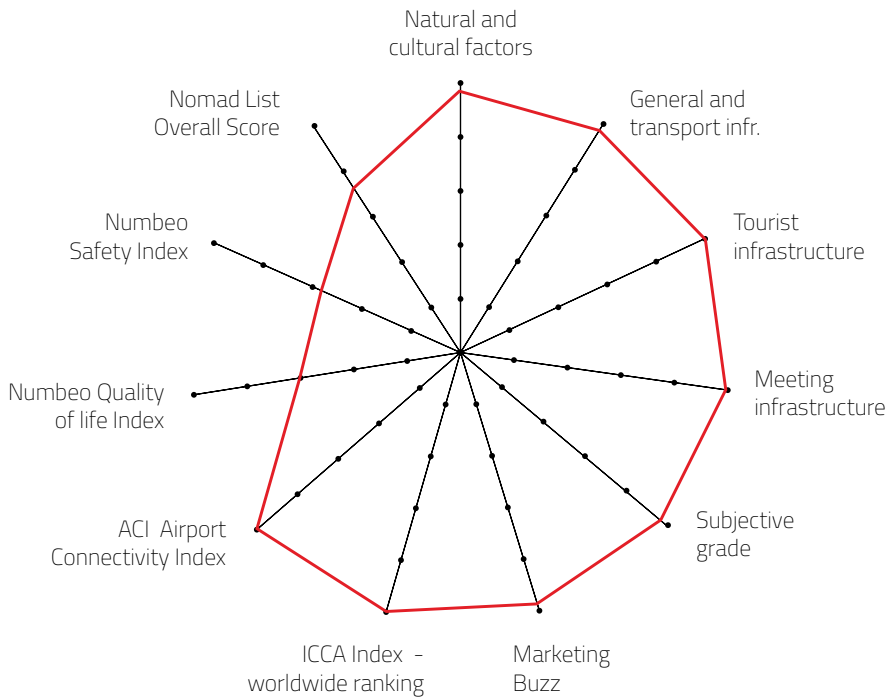 Natural and
cultural factors
General and
transport infr.
Tourist
infrastructure
Meeting
infrastructure
Subjective
grade
Marketing
Buzz
ICCA Index -
worldwide ranking
ACI Airport
Connectivity Index
Numbeo Quality
of life Index
Numbeo
Safety Index
Nomad List
Overall Score